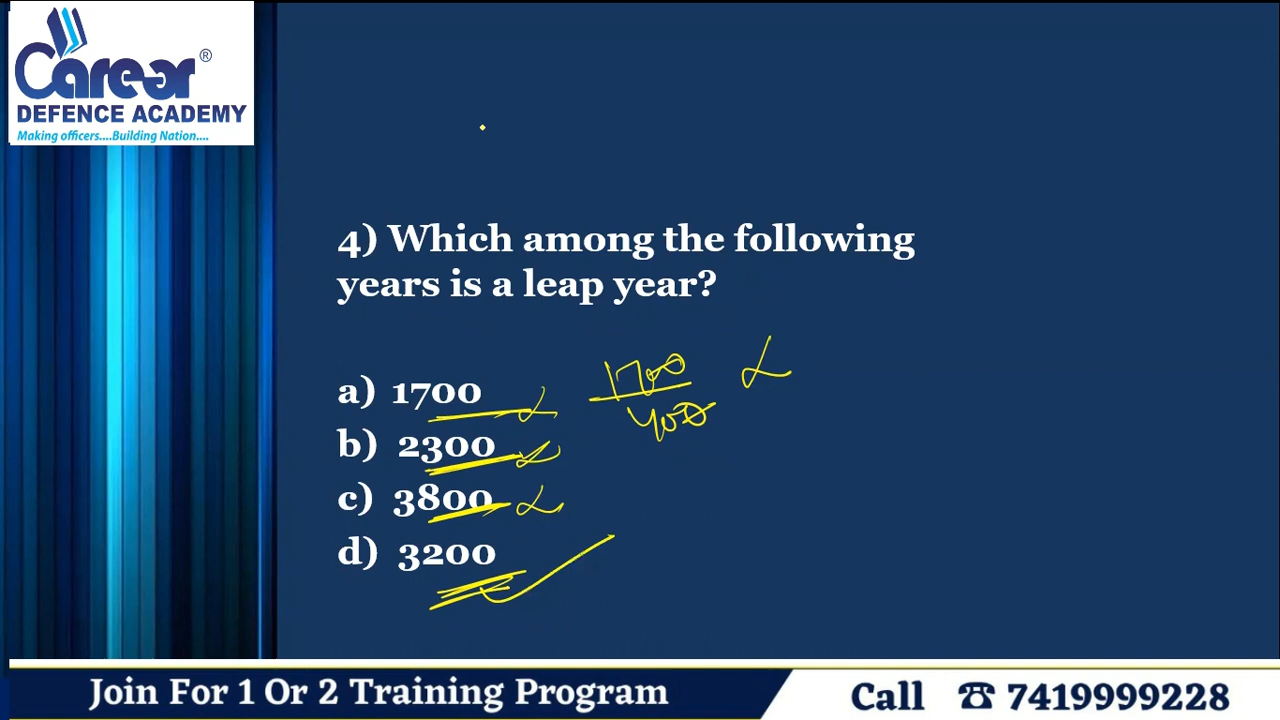 Carear®
DEFENCE ACADEMY
Making officers....Building Nation....
4) Which among the following
years is a leap year?
a) 1700
1700
400
b) 2300
c) 3800
d) 3200
Join For 1 Or 2 Training Program
Call ☎ 7419999228